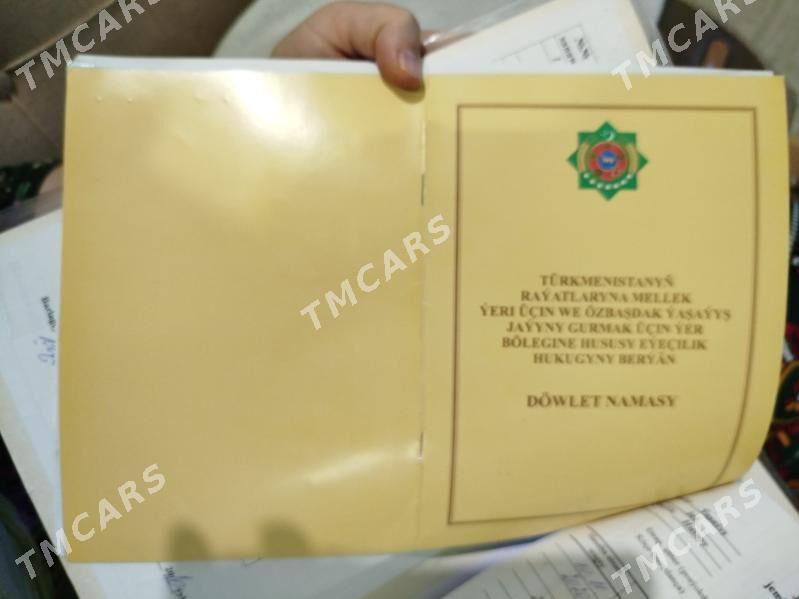 TMCARS
TMCARS
TMCARS
TÜRKMENISTANYŇ
RAÝATLARYNA MELLEK
ÝERI ÜÇIN WE ÖZBAŞDAK ÝAŞAÝYŞ
JAÝYNY GURMAK ÜÇIN ÝER
BÖLEGINE HUSUSY EÝEÇILIK
HUKUGYNY BERÝÄN
DÖWLET NAMASY
TMCARS
TMCARS
TMCARS